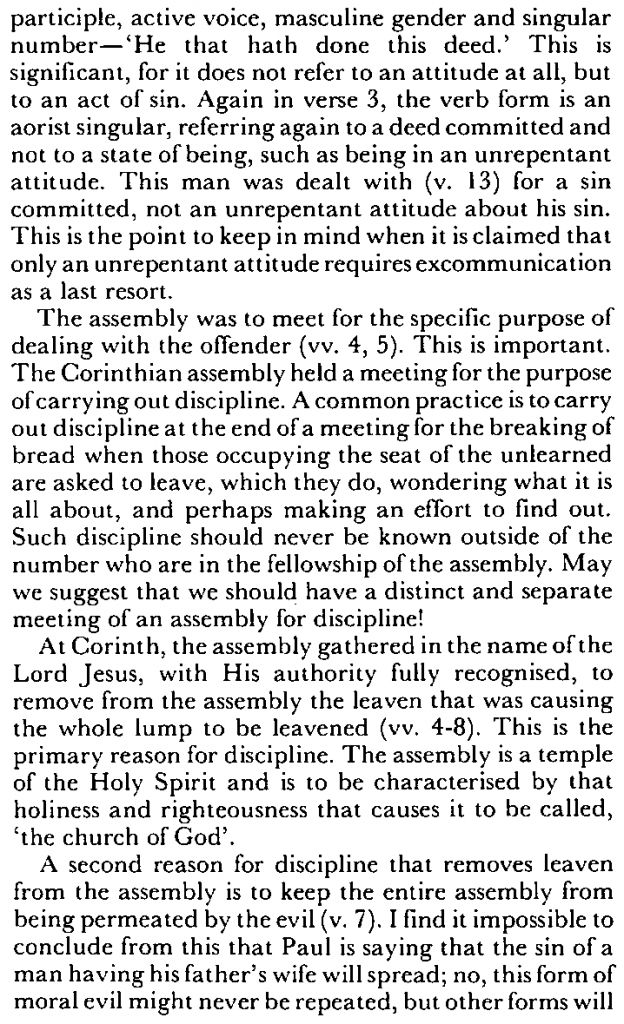 participle, active voice, masculine gender and singular
number—‘He that hath done this deed.’ This is
significant, for it does not refer to an attitude at all, but
to an act of sin. Again in verse 3, the verb form is an
aorist singular, referring again to a deed committed and
not to a state of being, such as being in an unrepentant
attitude. This man was dealt with (v. 13) for a sin
committed, not an unrepentant attitude about his sin.
This is the point to keep in mind when it is claimed that
only an unrepentant attitude requires excommunication
as a last resort.
The assembly was to meet for the specific purpose of
dealing with the offender (vv. 4, 5). This is important.
The Corinthian assembly held a meeting for the purpose
of carrying out discipline. A common practice is to carry
out discipline at the end of a meeting for the breaking of
bread when those occupying the seat of the unlearned
are asked to leave, which they do, wondering what it is
all about, and perhaps making an effort to find out.
Such discipline should never be known outside of the
number who are in the fellowship of the assembly. May
we suggest that we should have a distinct and separate
meeting of an assembly for discipline!
At Corinth, the assembly gathered in the name of the
Lord Jesus, with His authority fully recognised, to
remove from the assembly the leaven that was causing
the whole lump to be leavened (vv. 4-8). This is the
primary reason for discipline. The assembly is a temple
of the Holy Spirit and is to be characterised by that
holiness and righteousness that causes it to be called,
‘the church of God’.
A second reason for discipline that removes leaven
from the assembly is to keep the entire assembly from
being permeated by the evil (v. 7). I find it impossible to
conclude from this that Paul is saying that the sin of a
man having his father’s wife will spread; no, this form of
moral evil might never be repeated, but other forms will